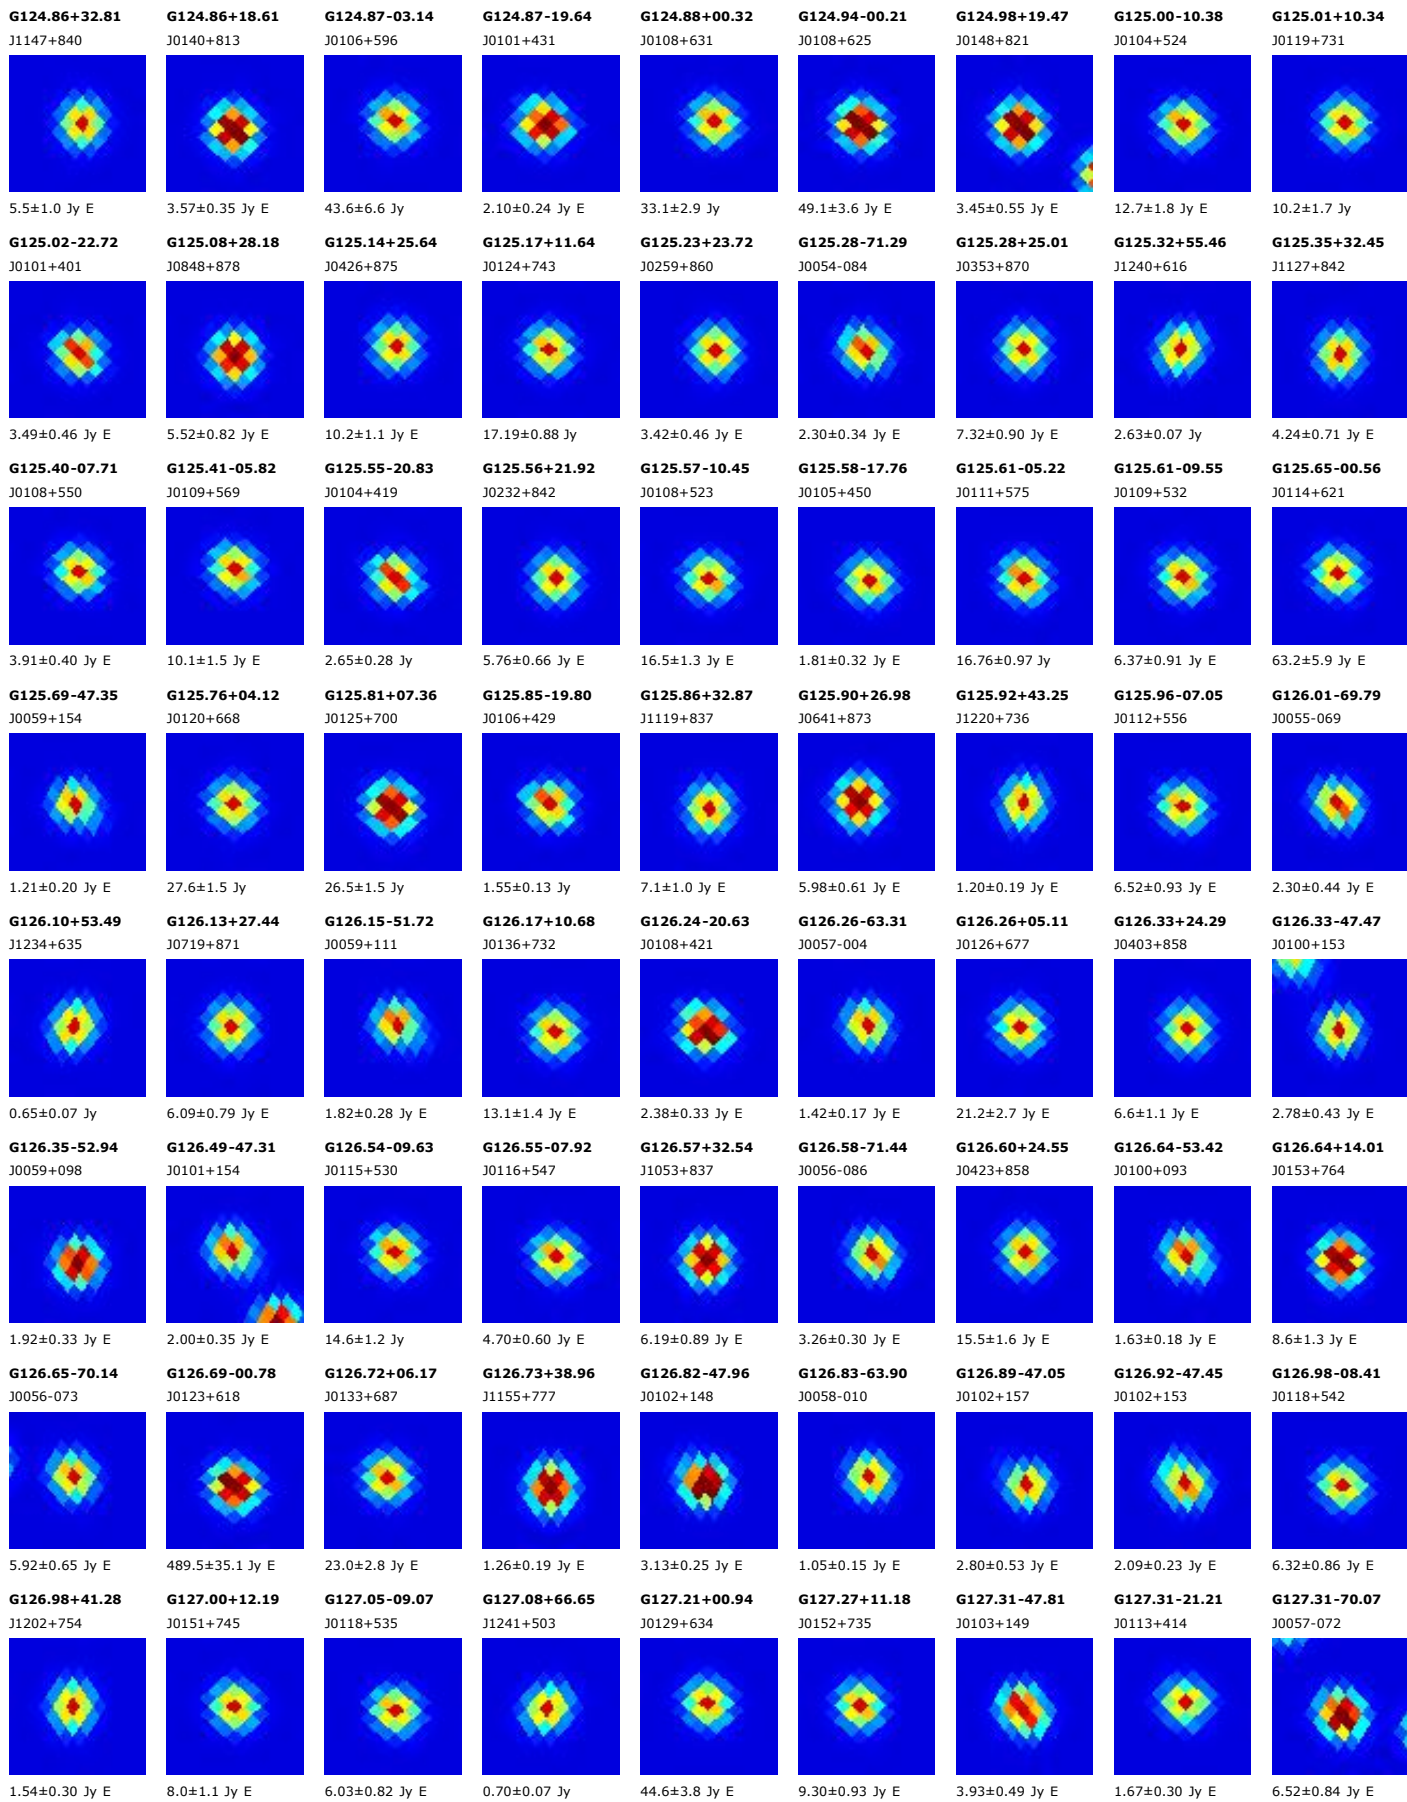 G124.86+32.81 G124.86+18.61 G124.87-03.14 G124.87-19.64 G124.88+00.32 G124.94-00.21 G124.98+19.47 G125.00-10.38 G125.01+10.34
J1147+840 J0140+813 J0106+596 J0101+431 J0108+631 J0108+625 J0148+821 J0104+524 J0119+731
5.5±1.0 Jy E 3.57±0.35 Jy E 43.6±6.6 Jy 2.10±0.24 Jy E 33.1±2.9 Jy 49.1±3.6 Jy E 3.45±0.55 Jy E 12.7±1.8 Jy E 10.2±1.7 Jy
G125.02-22.72 G125.08+28.18 G125.14+25.64 G125.17+11.64 G125.23+23.72 G125.28-71.29 G125.28+25.01 G125.32+55.46 G125.35+32.45
J0101+401 J0848+878 J0426+875 J0124+743 J0259+860 J0054-084 J0353+870 J1240+616 J1127+842
3.49±0.46 Jy E 5.52±0.82 Jy E 10.2±1.1 Jy E 17.19±0.88 Jy 3.42±0.46 Jy E 2.30±0.34 Jy E 7.32±0.90 Jy E 2.63±0.07 Jy 4.24±0.71 Jy E
G125.40-07.71 G125.41-05.82 G125.55-20.83 G125.56+21.92 G125.57-10.45 G125.58-17.76 G125.61-05.22 G125.61-09.55 G125.65-00.56
J0108+550 J0109+569 J0104+419 J0232+842 J0108+523 J0105+450 J0111+575 J0109+532 J0114+621
3.91±0.40 Jy E 10.1±1.5 Jy E 2.65±0.28 Jy 5.76±0.66 Jy E 16.5±1.3 Jy E 1.81±0.32 Jy E 16.76±0.97 Jy 6.37±0.91 Jy E 63.2±5.9 Jy E
G125.69-47.35 G125.76+04.12 G125.81+07.36 G125.85-19.80 G125.86+32.87 G125.90+26.98 G125.92+43.25 G125.96-07.05 G126.01-69.79
J0059+154 J0120+668 J0125+700 J0106+429 J1119+837 J0641+873 J1220+736 J0112+556 J0055-069
1.21±0.20 Jy E 27.6±1.5 Jy 26.5±1.5 Jy 1.55±0.13 Jy 7.1±1.0 Jy E 5.98±0.61 Jy E 1.20±0.19 Jy E 6.52±0.93 Jy E 2.30±0.44 Jy E
G126.10+53.49 G126.13+27.44 G126.15-51.72 G126.17+10.68 G126.24-20.63 G126.26-63.31 G126.26+05.11 G126.33+24.29 G126.33-47.47
J1234+635 J0719+871 J0059+111 J0136+732 J0108+421 J0057-004 J0126+677 J0403+858 J0100+153
0.65±0.07 Jy 6.09±0.79 Jy E 1.82±0.28 Jy E 13.1±1.4 Jy E 2.38±0.33 Jy E 1.42±0.17 Jy E 21.2±2.7 Jy E 6.6±1.1 Jy E 2.78±0.43 Jy E
G126.35-52.94 G126.49-47.31 G126.54-09.63 G126.55-07.92 G126.57+32.54 G126.58-71.44 G126.60+24.55 G126.64-53.42 G126.64+14.01
J0059+098 J0101+154 J0115+530 J0116+547 J1053+837 J0056-086 J0423+858 J0100+093 J0153+764
1.92±0.33 Jy E 2.00±0.35 Jy E 14.6±1.2 Jy 4.70±0.60 Jy E 6.19±0.89 Jy E 3.26±0.30 Jy E 15.5±1.6 Jy E 1.63±0.18 Jy E 8.6±1.3 Jy E
G126.65-70.14 G126.69-00.78 G126.72+06.17 G126.73+38.96 G126.82-47.96 G126.83-63.90 G126.89-47.05 G126.92-47.45 G126.98-08.41
J0056-073 J0123+618 J0133+687 J1155+777 J0102+148 J0058-010 J0102+157 J0102+153 J0118+542
5.92±0.65 Jy E 489.5±35.1 Jy E 23.0±2.8 Jy E 1.26±0.19 Jy E 3.13±0.25 Jy E 1.05±0.15 Jy E 2.80±0.53 Jy E 2.09±0.23 Jy E 6.32±0.86 Jy E
G126.98+41.28 G127.00+12.19 G127.05-09.07 G127.08+66.65 G127.21+00.94 G127.27+11.18 G127.31-47.81 G127.31-21.21 G127.31-70.07
J1202+754 J0151+745 J0118+535 J1241+503 J0129+634 J0152+735 J0103+149 J0113+414 J0057-072
1.54±0.30 Jy E 8.0±1.1 Jy E 6.03±0.82 Jy E 0.70±0.07 Jy 44.6±3.8 Jy E 9.30±0.93 Jy E 3.93±0.49 Jy E 1.67±0.30 Jy E 6.52±0.84 Jy E